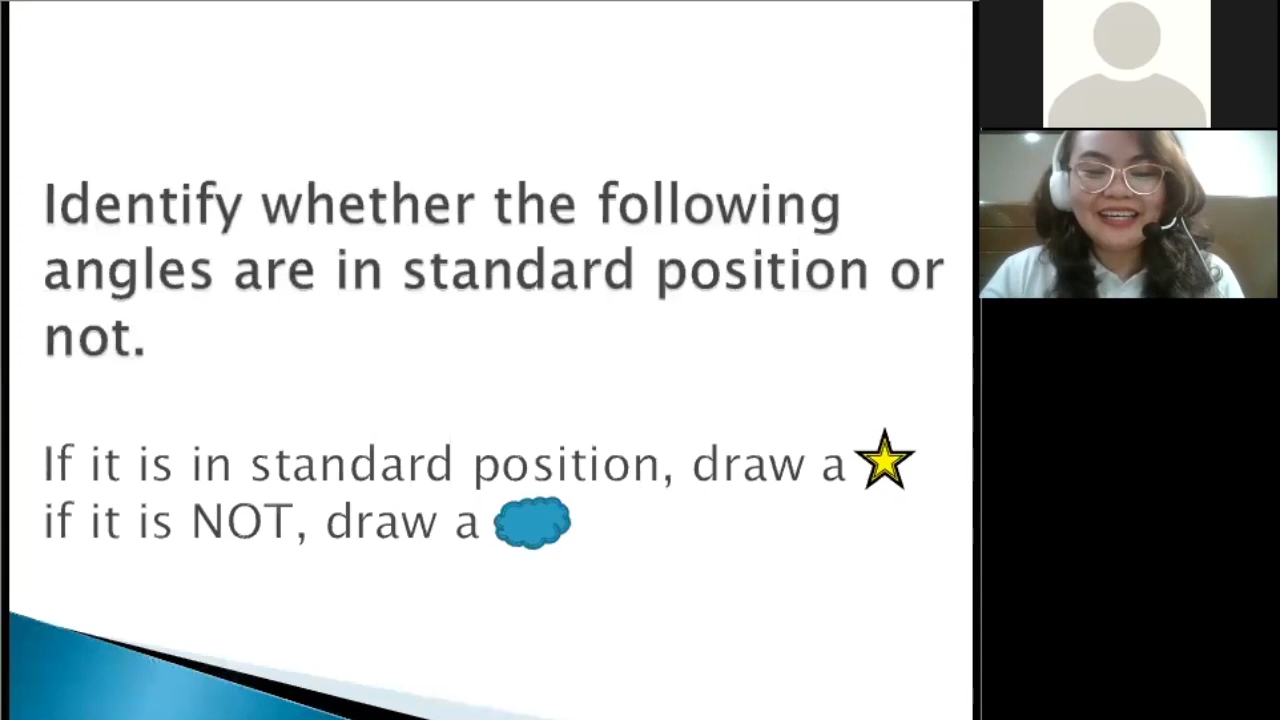 Identify whether the following
angles are in standard position or
not.
If it is in standard position, draw a
if it is NOT, draw a